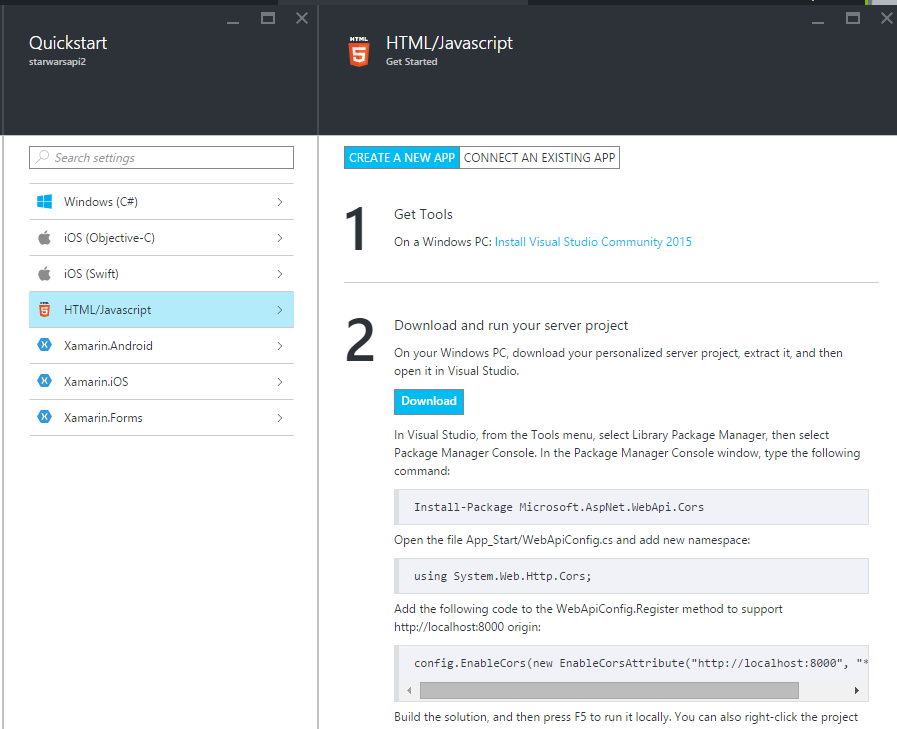 Quickstart
starwarsapi2
Search settings
Windows (C#)
iOS (Objective-C)
iOS (Swift)
HTML/Javascript
Xamarin.Android
Xamarin.iOS
Xamarin.Forms
HTML
5
HTML/Javascript
Get Started
CREATE A NEW APP CONNECT AN EXISTING APP
1
Get Tools
On a Windows PC: Install Visual Studio Community 2015
2
Download and run your server project
On your Windows PC, download your personalized server project, extract it, and then
open it in Visual Studio.
Download
In Visual Studio, from the Tools menu, select Library Package Manager, then select
Package Manager Console. In the Package Manager Console window, type the following
command:
Install-Package Microsoft.AspNet.WebApi.Cors
Open the file App_Start/WebApiConfig.cs and add new namespace:
using System.Web.Http.Cors;
Add the following code to the WebApiConfig.Register method to support
http://localhost:8000 origin:
config.EnableCors(new EnableCorsAttribute("http://localhost:8000", "*
Build the solution, and then press F5 to run it locally. You can also right-click the project